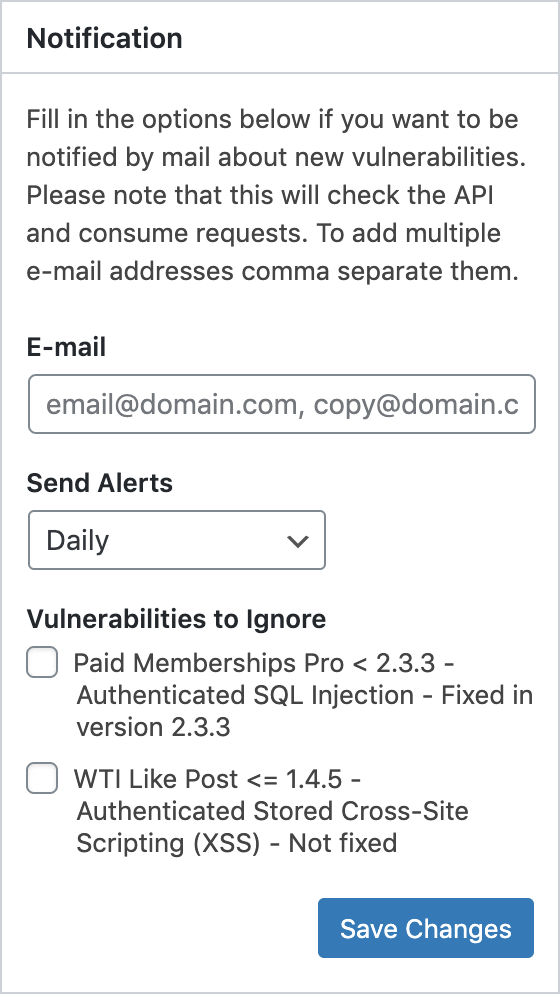 Notification
Fill in the options below if you want to be
notified by mail about new vulnerabilities.
Please note that this will check the API
and consume requests. To add multiple
e-mail addresses comma separate them.
E-mail
email@domain.com, copy@domain.c
Send Alerts
Daily
Vulnerabilities to Ignore
Paid Memberships Pro < 2.3.3 -
Authenticated SQL Injection - Fixed in
version 2.3.3
WTI Like Post <= 1.4.5 -
Authenticated Stored Cross-Site
Scripting (XSS) - Not fixed
Save Changes